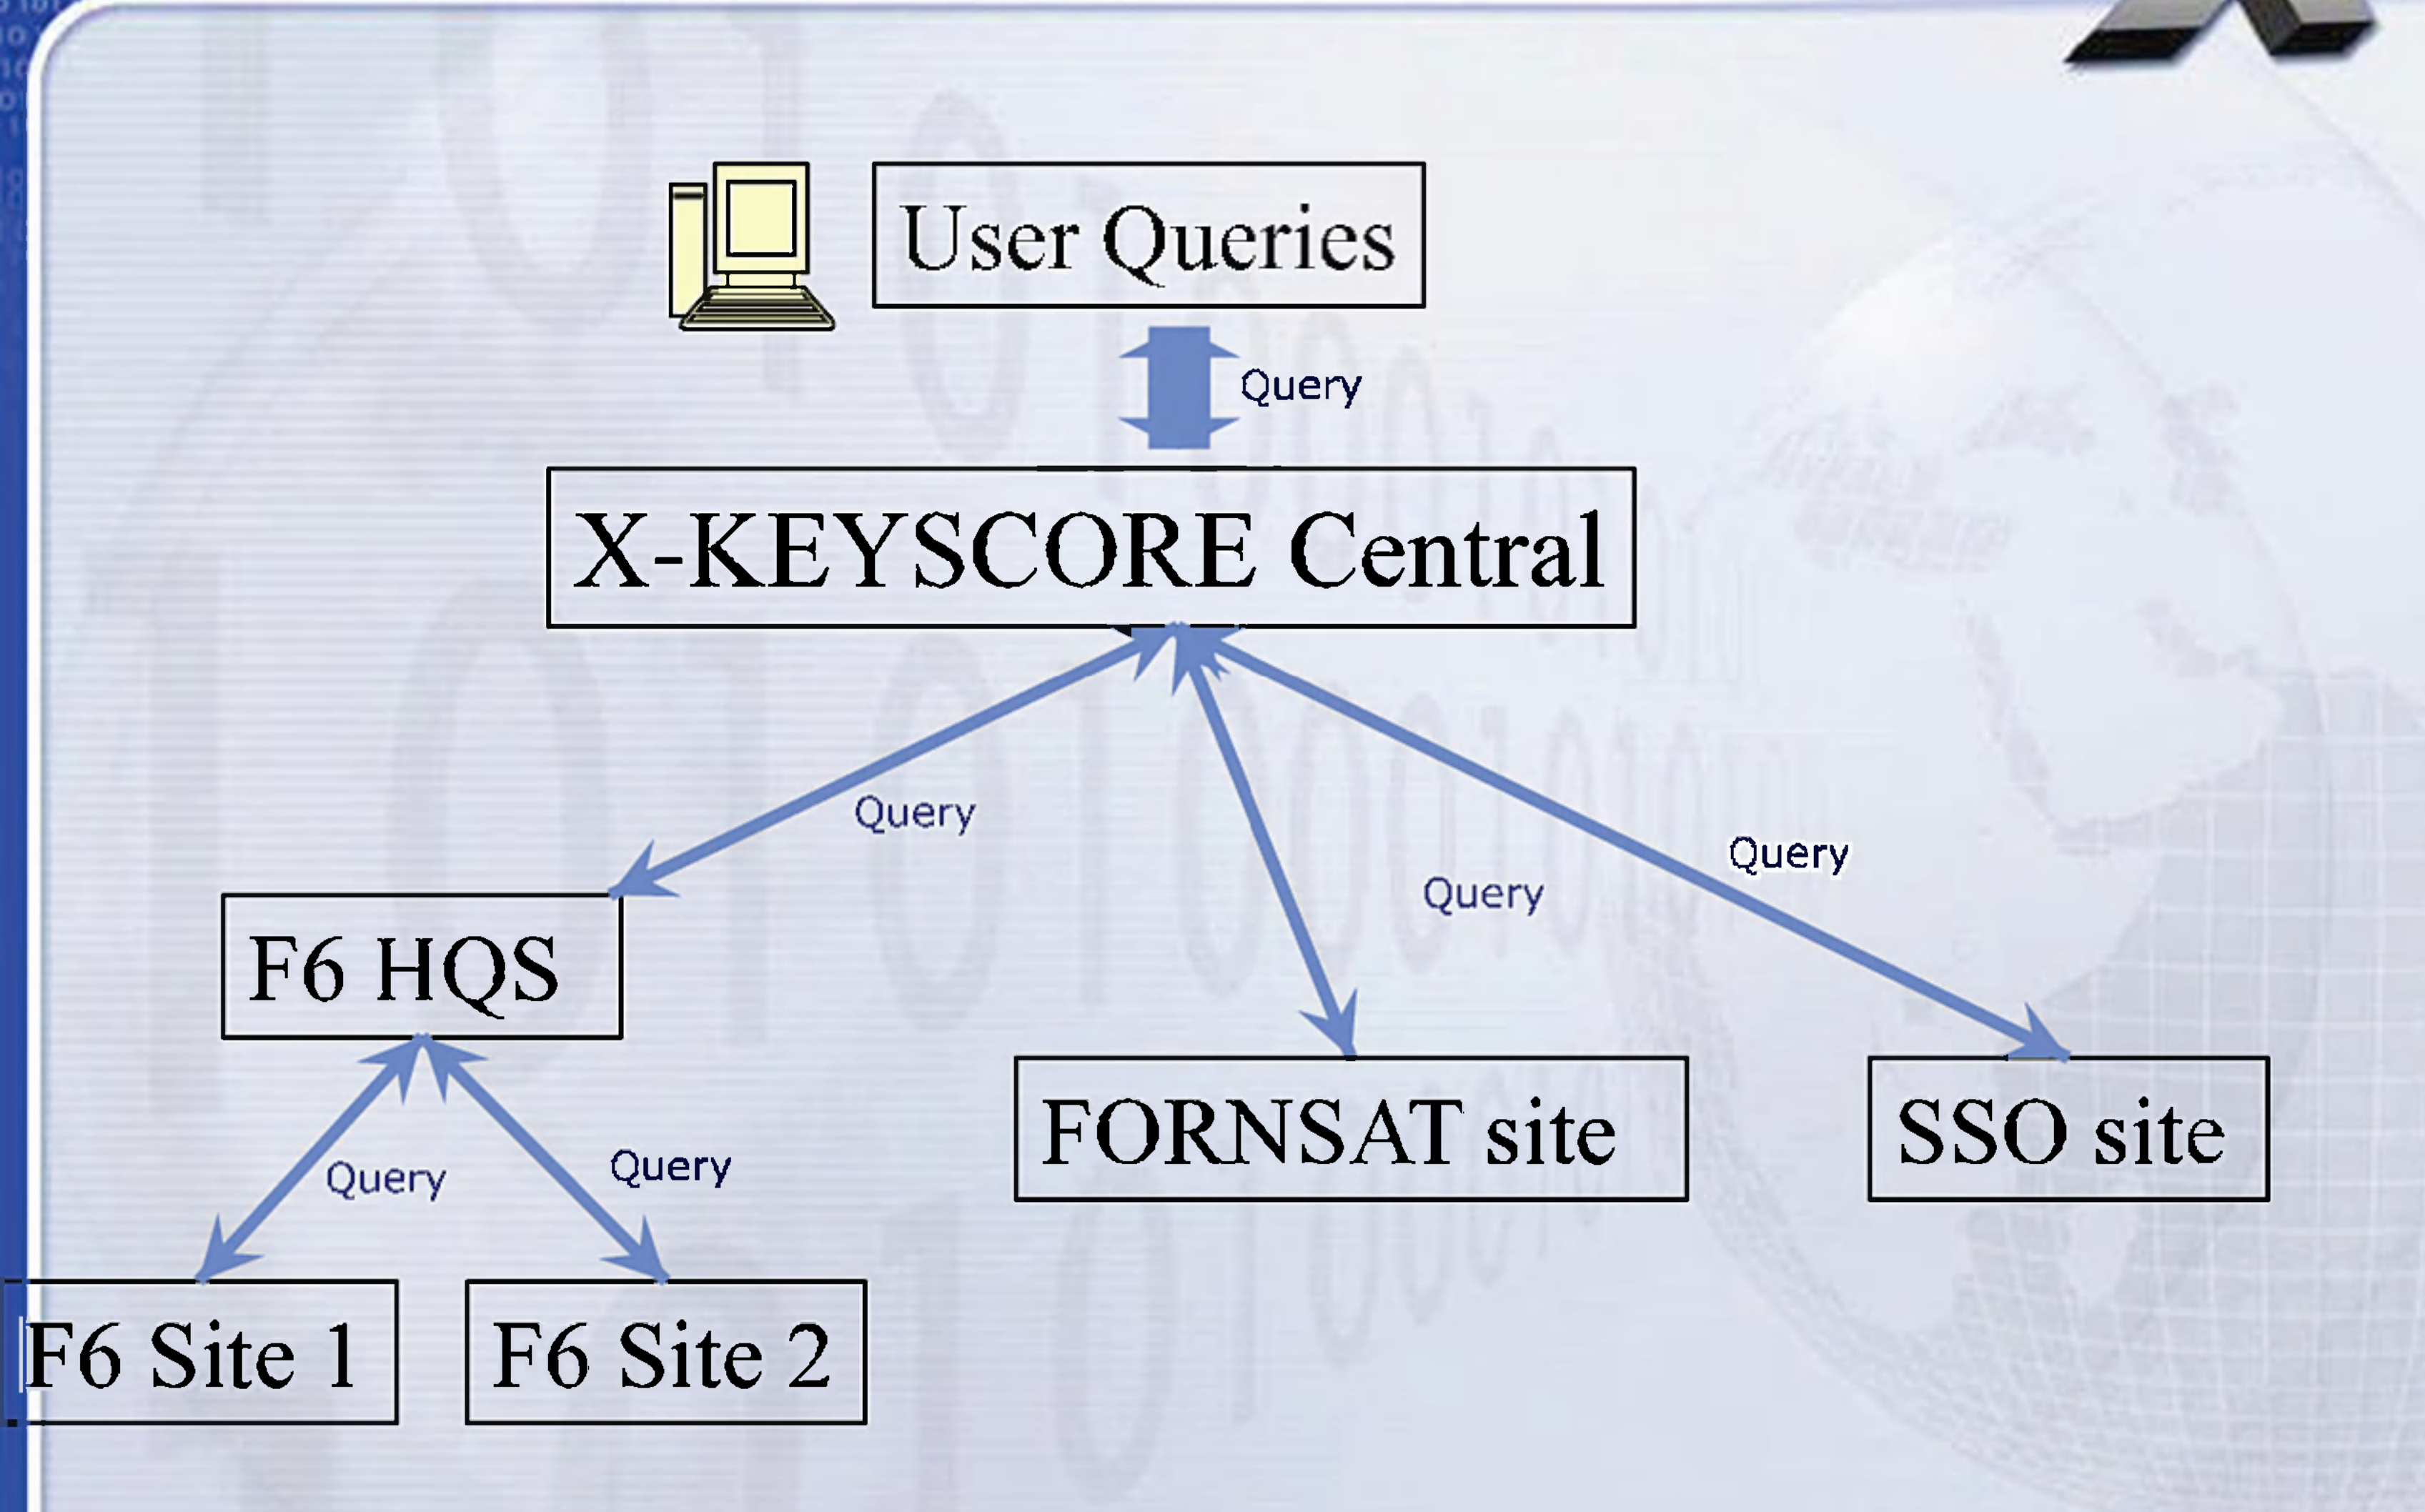 User Queries
Query
X-KEYSCORE Central
Query
Query
Query
F6 HQS
FORNSAT site
SSO site
Query
Query
F6 Site 1
F6 Site 2